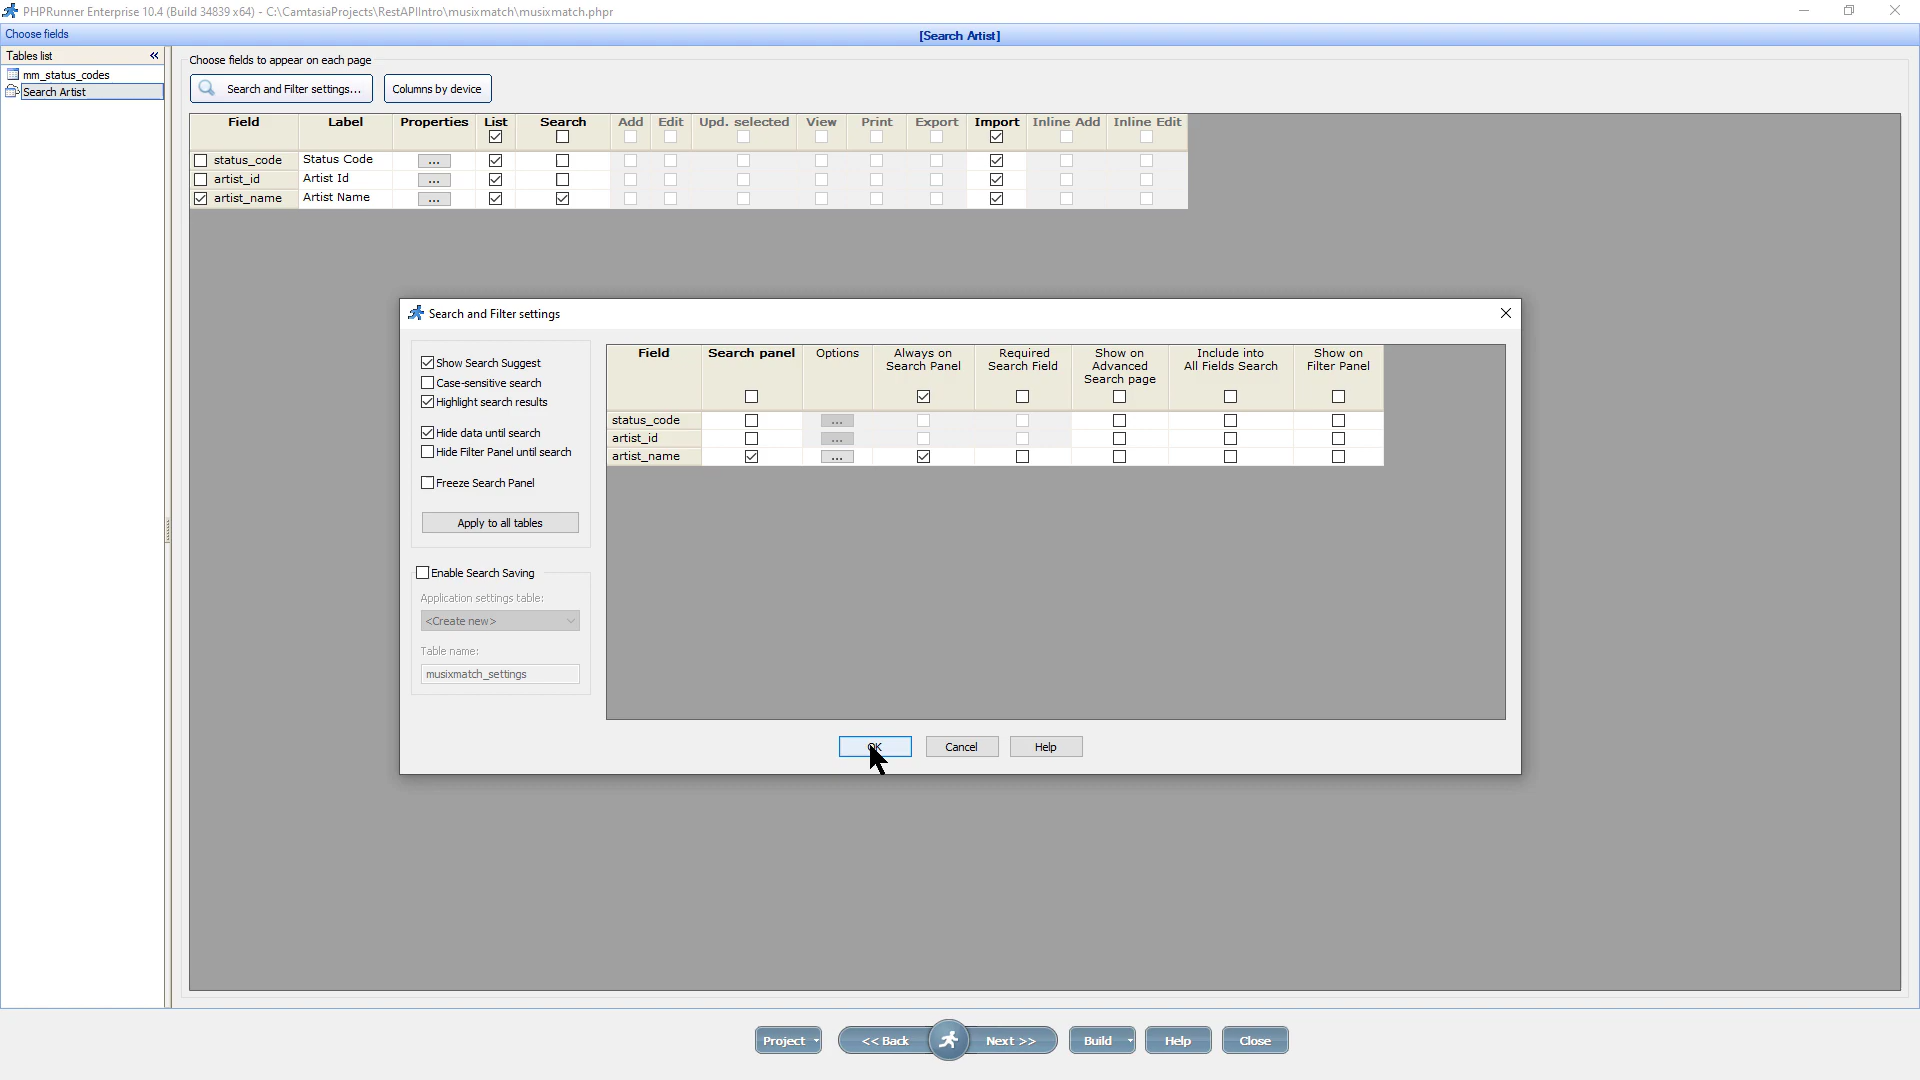 PHPRunner Enterprise 10.4 (Build 34839 x64) - C:\CamtasiaProjects\RestAPIIntro\musixmatch\musixmatch.phpr
Choose fields
[Search Artist]
Tables list
«
mm_status_codes
Search Artist
Choose fields to appear on each page
Search and Filter settings...
Columns by device
Field Label Properties List Search Add Edit Upd. selected View Print Export Import Inline Add Inline Edit
status_code Status Code ...
artist_id Artist Id ...
artist_name Artist Name ...
Search and Filter settings
Show Search Suggest
Case-sensitive search
Highlight search results
Hide data until search
Hide Filter Panel until search
Freeze Search Panel
Apply to all tables
Enable Search Saving
Application settings table:
<Create new>
Table name:
musixmatch_settings
Field Search panel Options Always on Search Panel Required Search Field Show on Advanced Search page Include into All Fields Search Show on Filter Panel
status_code ...
artist_id ...
artist_name ...
OK Cancel Help
Project << Back Next >> Build Help Close